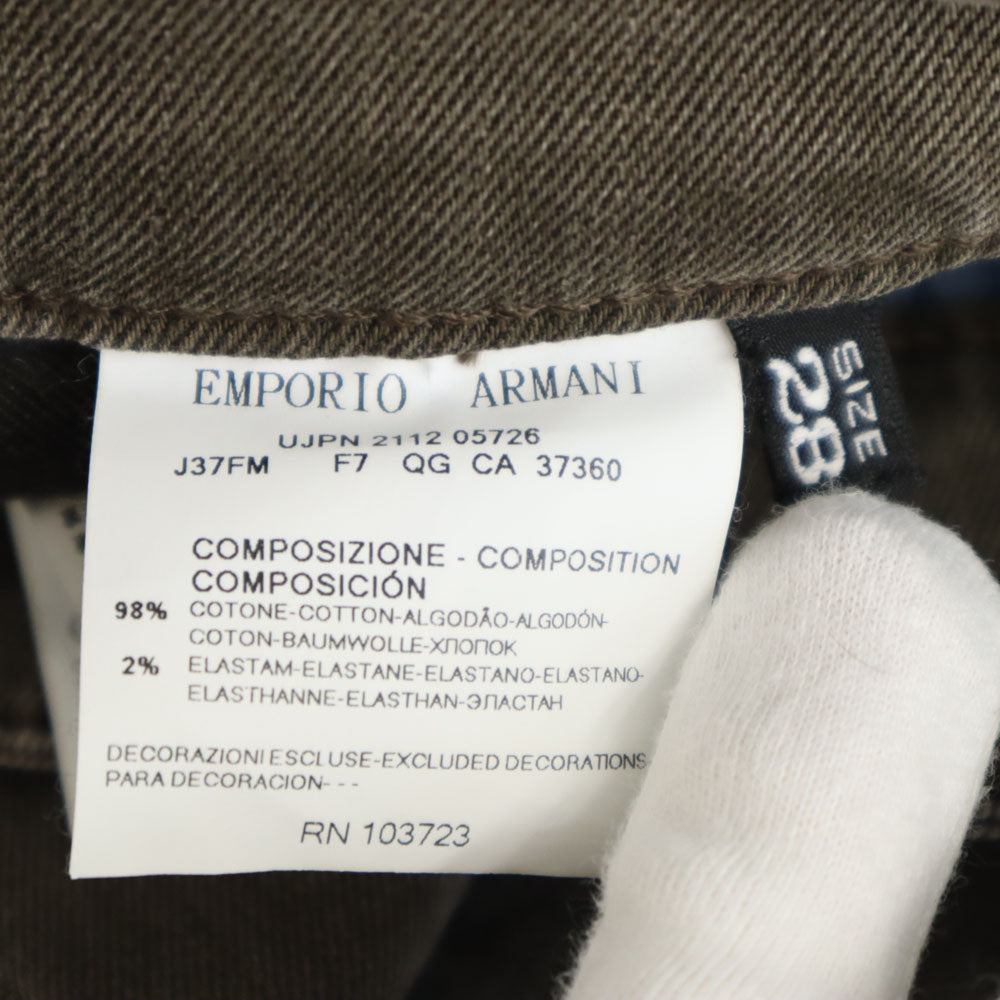 EMPORIO ARMANI
UJPN 2112 05726
J37FM F7 QG CA 37360
COMPOSIZIONE - COMPOSITION
COMPOSICIÓN
98% COTONE-COTTON-ALGODÃO-ALGODÓN-
COTON-BAUMWOLLE-ХЛОПОК
2% ELASTAM-ELASTANE-ELASTANO-ELASTANO-
ELASTHANNE-ELASTHAN-ЭЛАСТАН
DECORAZIONI ESCLUSE-EXCLUDED DECORATIONS
PARA DECORACION- - -
RN 103723
SIZE
28